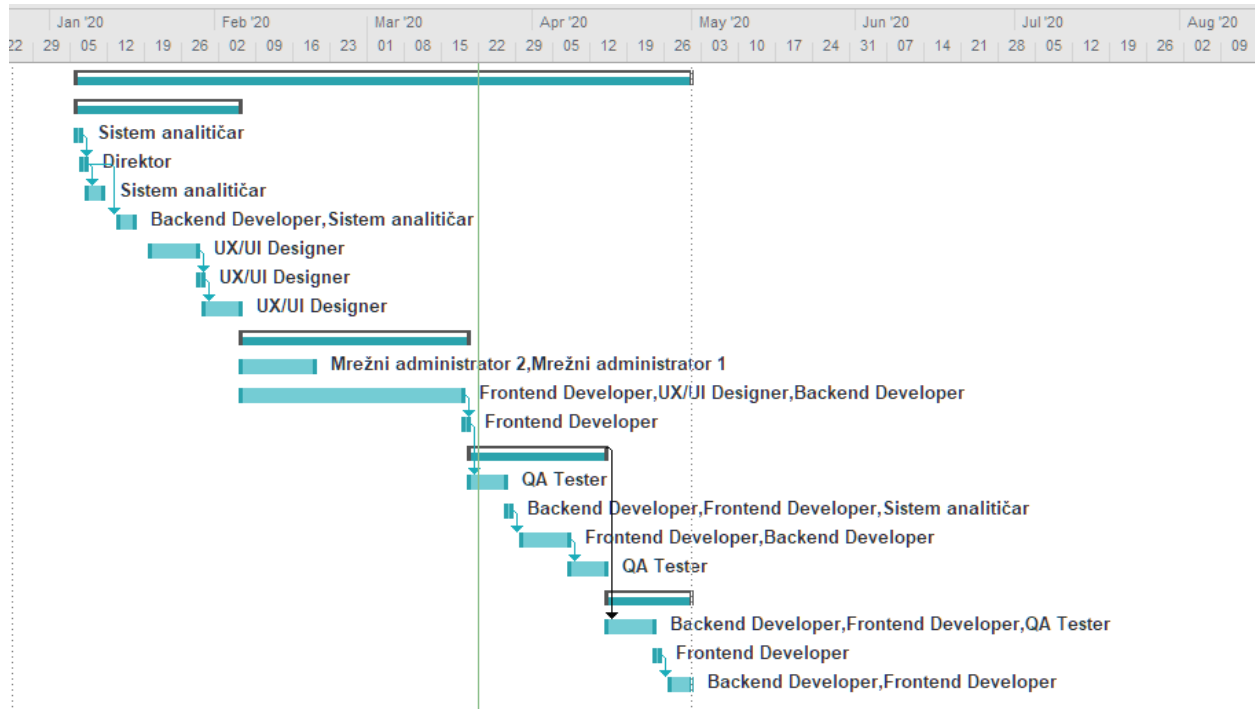 Jan '20 Feb '20 Mar '20 Apr '20 May '20 Jun '20 Jul '20 Aug '20
22 29 05 12 19 26 02 09 16 23 01 08 15 22 29 05 12 19 26 03 10 17 24 31 07 14 21 28 05 12 19 26 02 09
Sistem analitičar
Direktor
Sistem analitičar
Backend Developer,Sistem analitičar
UX/UI Designer
UX/UI Designer
UX/UI Designer
Mrežni administrator 2,Mrežni administrator 1
Frontend Developer,UX/UI Designer,Backend Developer
Frontend Developer
QA Tester
Backend Developer,Frontend Developer,Sistem analitičar
Frontend Developer,Backend Developer
QA Tester
Backend Developer,Frontend Developer,QA Tester
Frontend Developer
Backend Developer,Frontend Developer